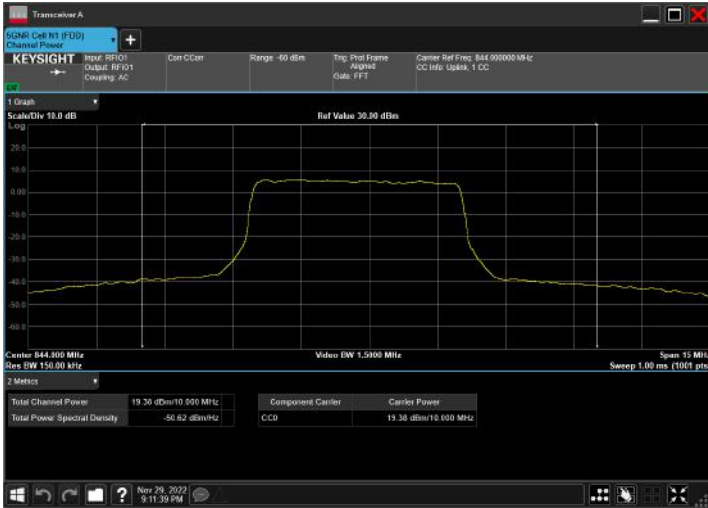 Transceiver A
5GNR Cell N1 (FDD)
Channel Power
KEYSIGHT
Input: RFIO1
Output: RFIO1
Coupling: AC
Corr CCorr
Range: -60 dBm
Trig: Prot Frame
Aligned
Gate: FFT
Carrier Ref Freq: 844.000000 MHz
CC Info: Uplink, 1 CC
1 Graph
Scale/Div 10.0 dB
Ref Value 30.00 dBm
Log
20.0
10.0
0.00
-10.0
-20.0
-30.0
-40.0
-50.0
-60.0
Center 844.000 MHz
Video BW 1.5000 MHz
Span 15 MHz
Res BW 150.00 kHz
Sweep 1.00 ms (1001 pts
2 Metrics
Total Channel Power 19.38 dBm/10.000 MHz
Total Power Spectral Density -50.62 dBm/Hz
Component Carrier Carrier Power
CC0 19.38 dBm/10.000 MHz
?
Nov 29, 2022
9:11:39 PM